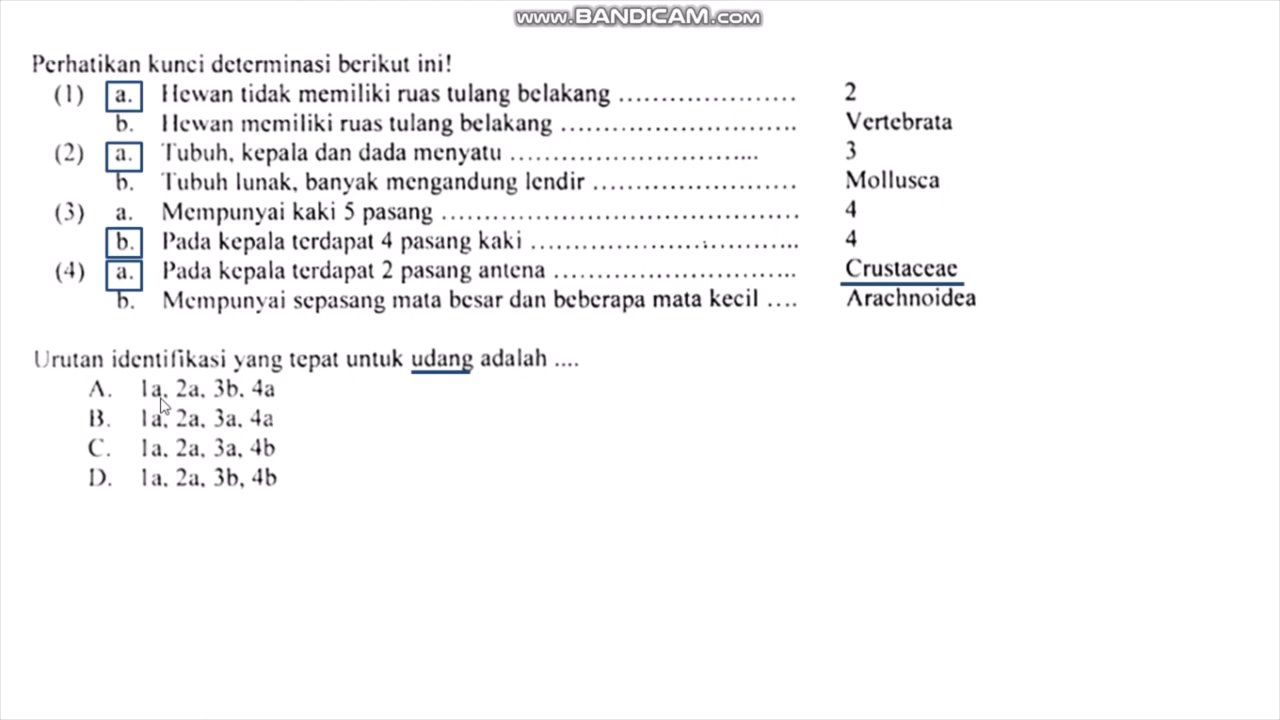 www.BANDICAM.com
Perhatikan kunci determinasi berikut ini!
(1) a. Hewan tidak memiliki ruas tulang belakang ..................... 2
b. Hewan memiliki ruas tulang belakang ............................ Vertebrata
(2) a. Tubuh, kepala dan dada menyatu ............................. 3
b. Tubuh lunak, banyak mengandung lendir ........................ Mollusca
(3) a. Mempunyai kaki 5 pasang .......................................... 4
b. Pada kepala terdapat 4 pasang kaki ................................ 4
(4) a. Pada kepala terdapat 2 pasang antena ............................. Crustaceae
b. Mempunyai sepasang mata besar dan beberapa mata kecil .... Arachnoidea
Urutan identifikasi yang tepat untuk udang adalah ....
A. 1a, 2a, 3b, 4a
B. 1a, 2a, 3a, 4a
C. 1a, 2a, 3a, 4b
D. 1a, 2a, 3b, 4b